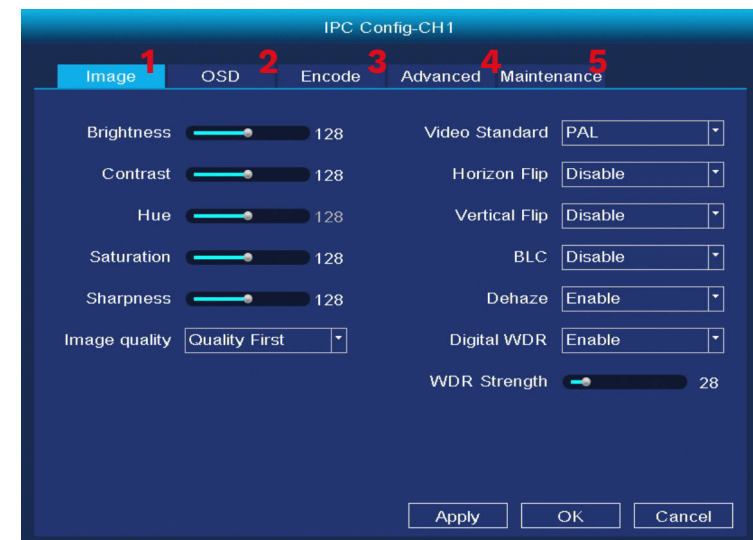 IPC Config-CH1
1 2 3 4 5
Image OSD Encode Advanced Maintenance
Brightness 128 Video Standard PAL
Contrast 128 Horizon Flip Disable
Hue 128 Vertical Flip Disable
Saturation 128 BLC Disable
Sharpness 128 Dehaze Enable
Image quality Quality First Digital WDR Enable
WDR Strength 28
Apply OK Cancel